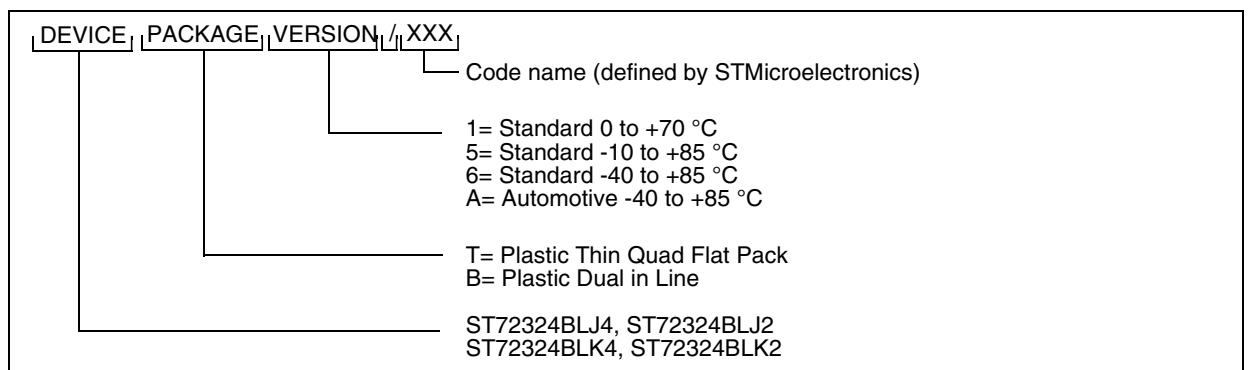 DEVICE PACKAGE VERSION / XXX
Code name (defined by STMicroelectronics)
1= Standard 0 to +70 °C
5= Standard -10 to +85 °C
6= Standard -40 to +85 °C
A= Automotive -40 to +85 °C
T= Plastic Thin Quad Flat Pack
B= Plastic Dual in Line
ST72324BLJ4, ST72324BLJ2
ST72324BLK4, ST72324BLK2